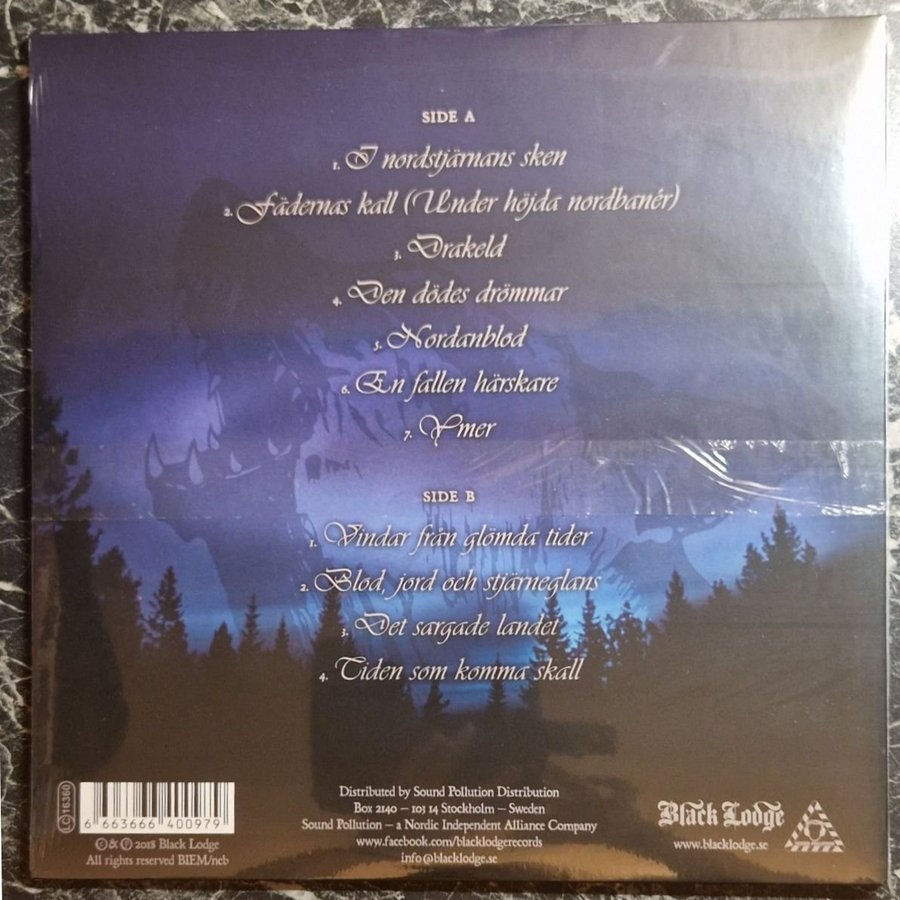 SIDE A
1. I nordstjärnans sken
2. Fädernas kall (Under höjda nordbanér)
3. Drakeld
4. Den dödes drömmar
5. Nordanblod
6. En fallen härskare
7. Ymer
SIDE B
1. Vindar från glömda tider
2. Blod, jord och stjärneglans
3. Det sargade landet
4. Tiden som komma skall
LC 16360
6 663666 400979
© & ℗ 2018 Black Lodge
All rights reserved BIEM/ncb
Distributed by Sound Pollution Distribution
Box 2140 – 103 14 Stockholm – Sweden
Sound Pollution – a Nordic Independent Alliance Company
www.facebook.com/blacklodgerecords
info@blacklodge.se
Black Lodge
www.blacklodge.se